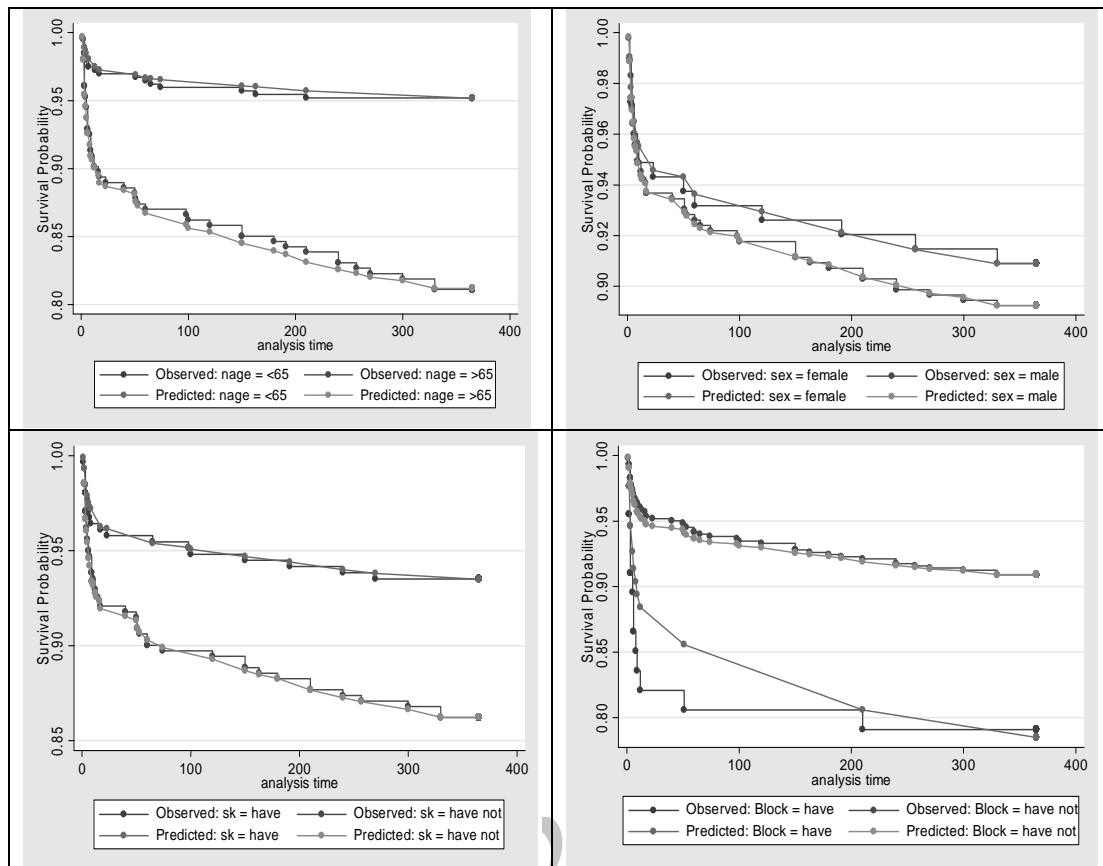 Survival Probability
1.00
0.95
0.90
0.85
0.80
0 100 200 300 400
analysis time
Observed: nage = <65 Observed: nage = >65
Predicted: nage = <65 Predicted: nage = >65
Survival Probability
1.00
0.98
0.96
0.94
0.92
0.90
0 100 200 300 400
analysis time
Observed: sex = female Observed: sex = male
Predicted: sex = female Predicted: sex = male
Survival Probability
1.00
0.95
0.90
0.85
0 100 200 300 400
analysis time
Observed: sk = have Observed: sk = have not
Predicted: sk = have Predicted: sk = have not
Survival Probability
1.00
0.95
0.90
0.85
0.80
0 100 200 300 400
analysis time
Observed: Block = have Observed: Block = have not
Predicted: Block = have Predicted: Block = have not